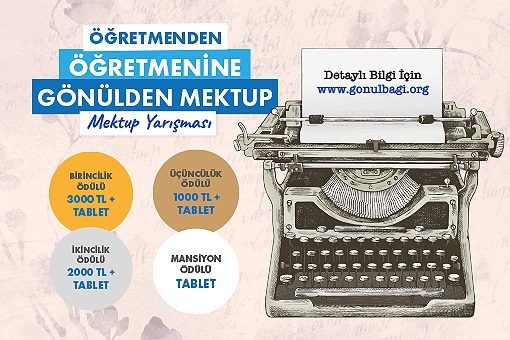 ÖĞRETMENDEN
ÖĞRETMENİNE
GÖNÜLDEN MEKTUP
Mektup Yarışması
Detaylı Bilgi İçin
www.gonulbagi.org
BİRİNCİLİK
ÖDÜLÜ
3000 TL +
TABLET
ÜÇÜNCÜLÜK
ÖDÜLÜ
1000 TL +
TABLET
İKİNCİLİK
ÖDÜLÜ
2000 TL +
TABLET
MANSİYON
ÖDÜLÜ
TABLET